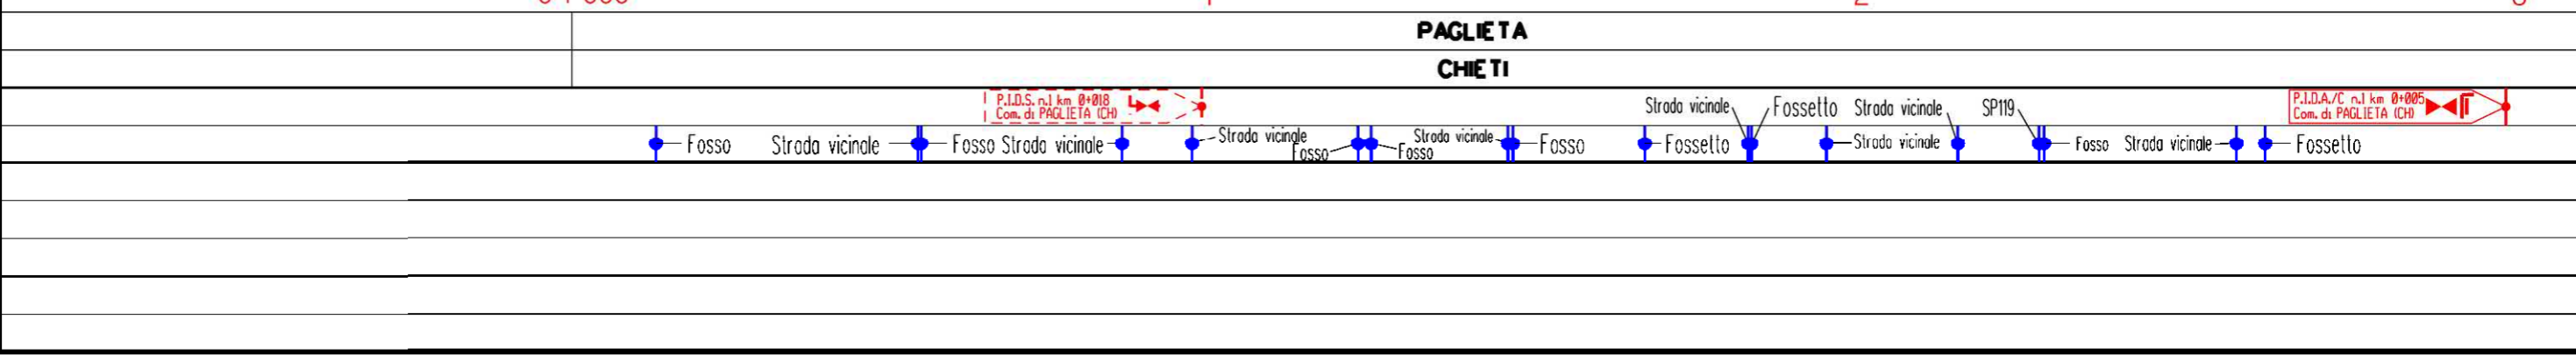 PAGLIETA
CHIETI
P.I.D.S. n.1 km 0+018
Com. di PAGLIETA (CH)
Strada vicinale
Fossetto
Strada vicinale
SP119
P.I.D.A./C n.1 km 0+005
Com. di PAGLIETA (CH)
Fosso
Strada vicinale
Fosso
Strada vicinale
Strada vicinale
Fosso
Fosso
Strada vicinale
Fosso
Fossetto
Strada vicinale
Fosso
Strada vicinale
Fossetto